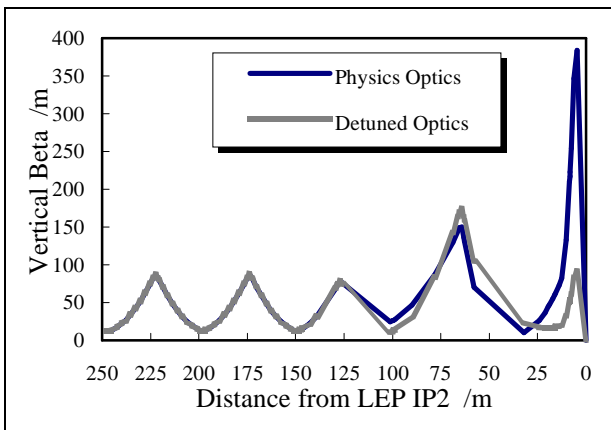 400
350
300
250
200
150
100
50
0
Vertical Beta /m
Physics Optics
Detuned Optics
250 225 200 175 150 125 100 75 50 25 0
Distance from LEP IP2 /m